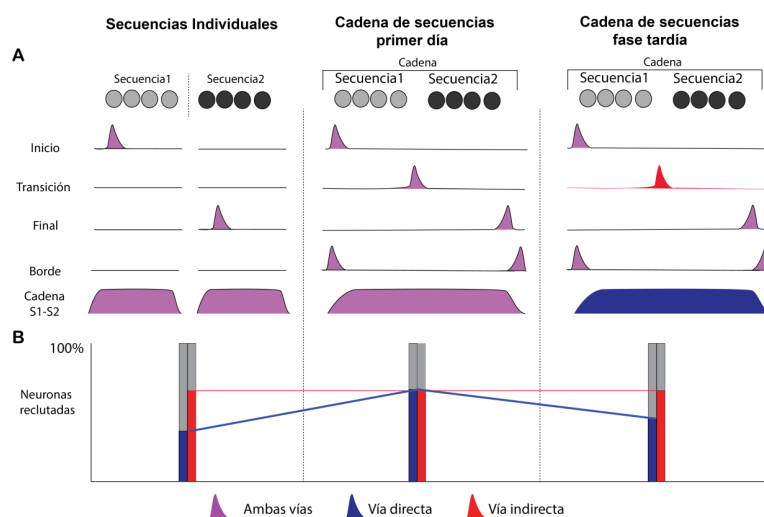 Secuencias Individuales
Cadena de secuencias
primer día
Cadena de secuencias
fase tardía
A
Cadena
Cadena
Secuencia1
Secuencia2
Secuencia1
Secuencia2
Secuencia1
Secuencia2
Inicio
Transición
Final
Borde
Cadena
S1-S2
B
100%
Neuronas
reclutadas
Ambas vías
Vía directa
Vía indirecta